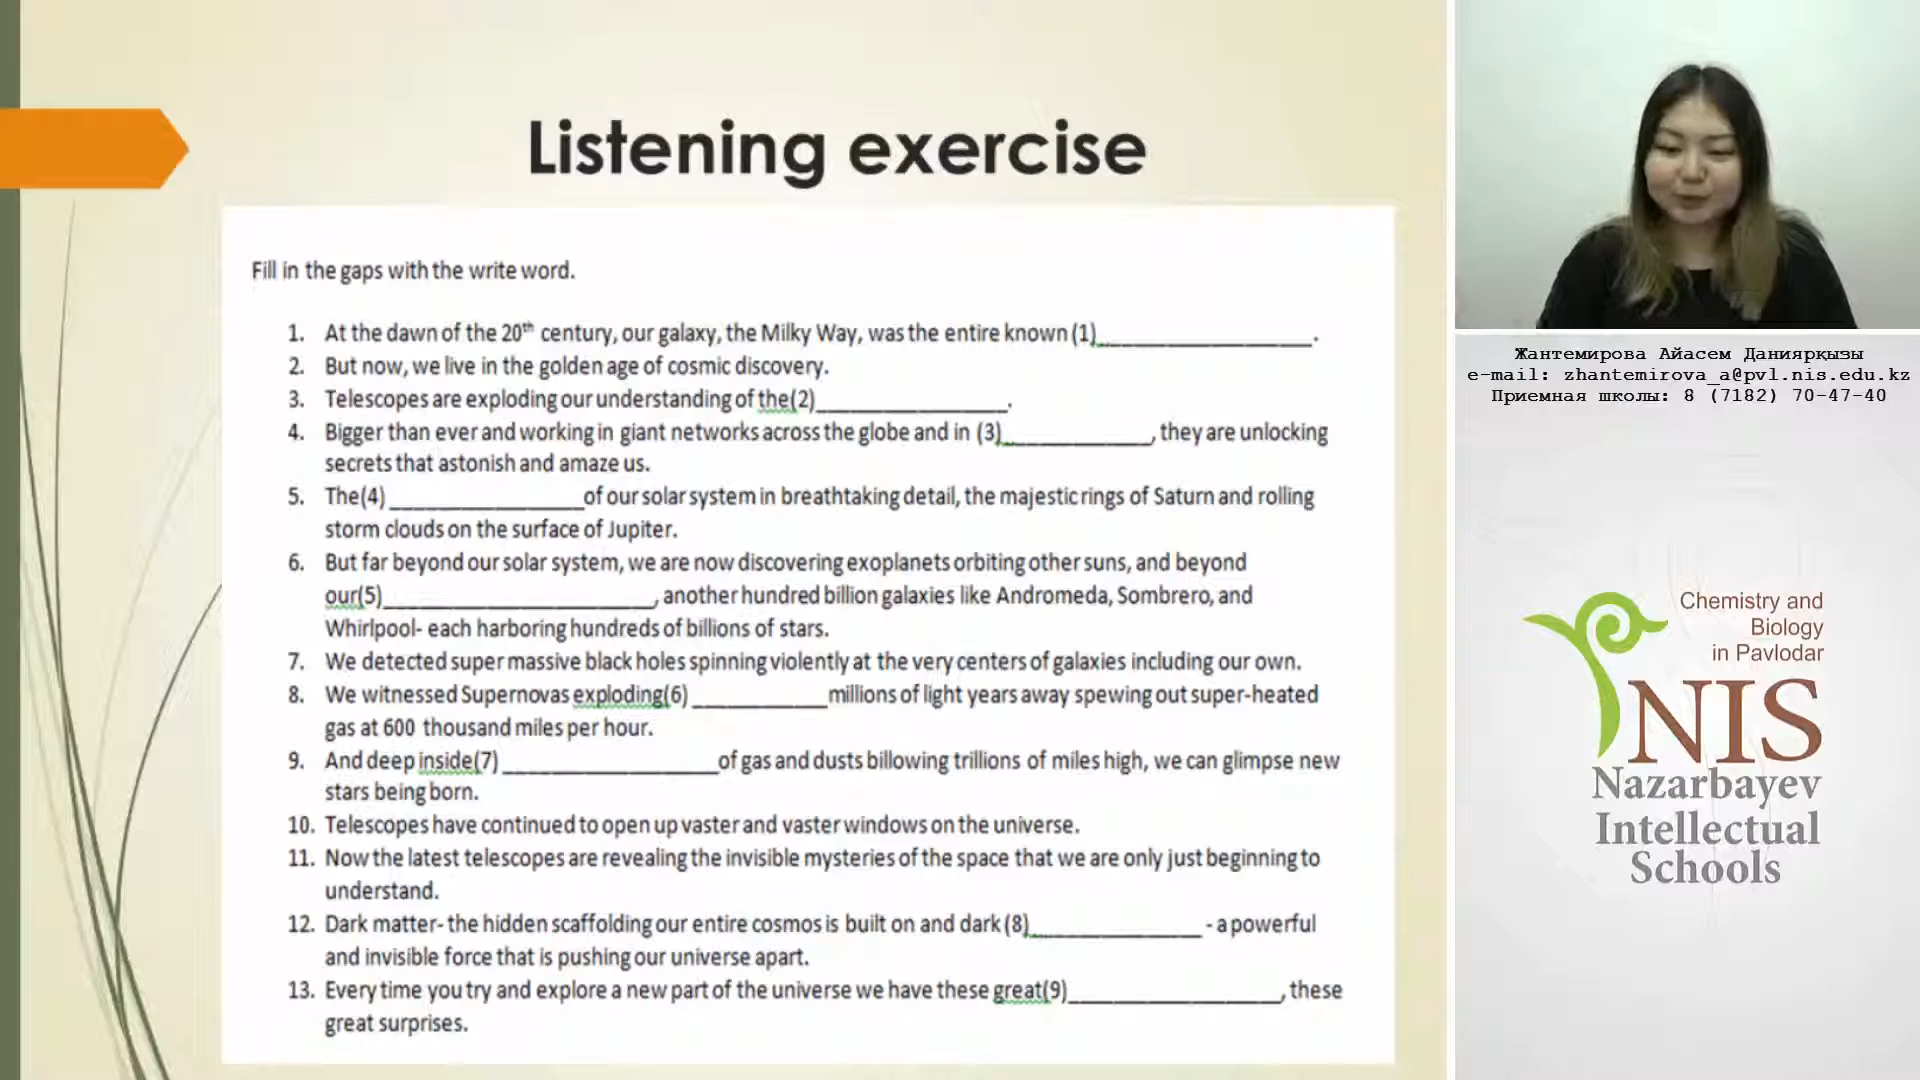 Listening exercise
Fill in the gaps with the write word.
1. At the dawn of the 20th century, our galaxy, the Milky Way, was the entire known (1)____________________.
2. But now, we live in the golden age of cosmic discovery.
3. Telescopes are exploding our understanding of the(2)__________________.
4. Bigger than ever and working in giant networks across the globe and in (3)______________, they are unlocking
secrets that astonish and amaze us.
5. The(4) __________________of our solar system in breathtaking detail, the majestic rings of Saturn and rolling
storm clouds on the surface of Jupiter.
6. But far beyond our solar system, we are now discovering exoplanets orbiting other suns, and beyond
our(5)_________________________, another hundred billion galaxies like Andromeda, Sombrero, and
Whirlpool- each harboring hundreds of billions of stars.
7. We detected super massive black holes spinning violently at the very centers of galaxies including our own.
8. We witnessed Supernovas exploding(6) ____________millions of light years away spewing out super-heated
gas at 600 thousand miles per hour.
9. And deep inside(7) ____________________of gas and dusts billowing trillions of miles high, we can glimpse new
stars being born.
10. Telescopes have continued to open up vaster and vaster windows on the universe.
11. Now the latest telescopes are revealing the invisible mysteries of the space that we are only just beginning to
understand.
12. Dark matter- the hidden scaffolding our entire cosmos is built on and dark (8)________________ - a powerful
and invisible force that is pushing our universe apart.
13. Every time you try and explore a new part of the universe we have these great(9)____________________, these
great surprises.
Жантемирова Айасем Даниярқызы
e-mail: zhantemirova_a@pvl.nis.edu.kz
Приемная школы: 8 (7182) 70-47-40
Chemistry and
Biology
in Pavlodar
NIS
Nazarbayev
Intellectual
Schools